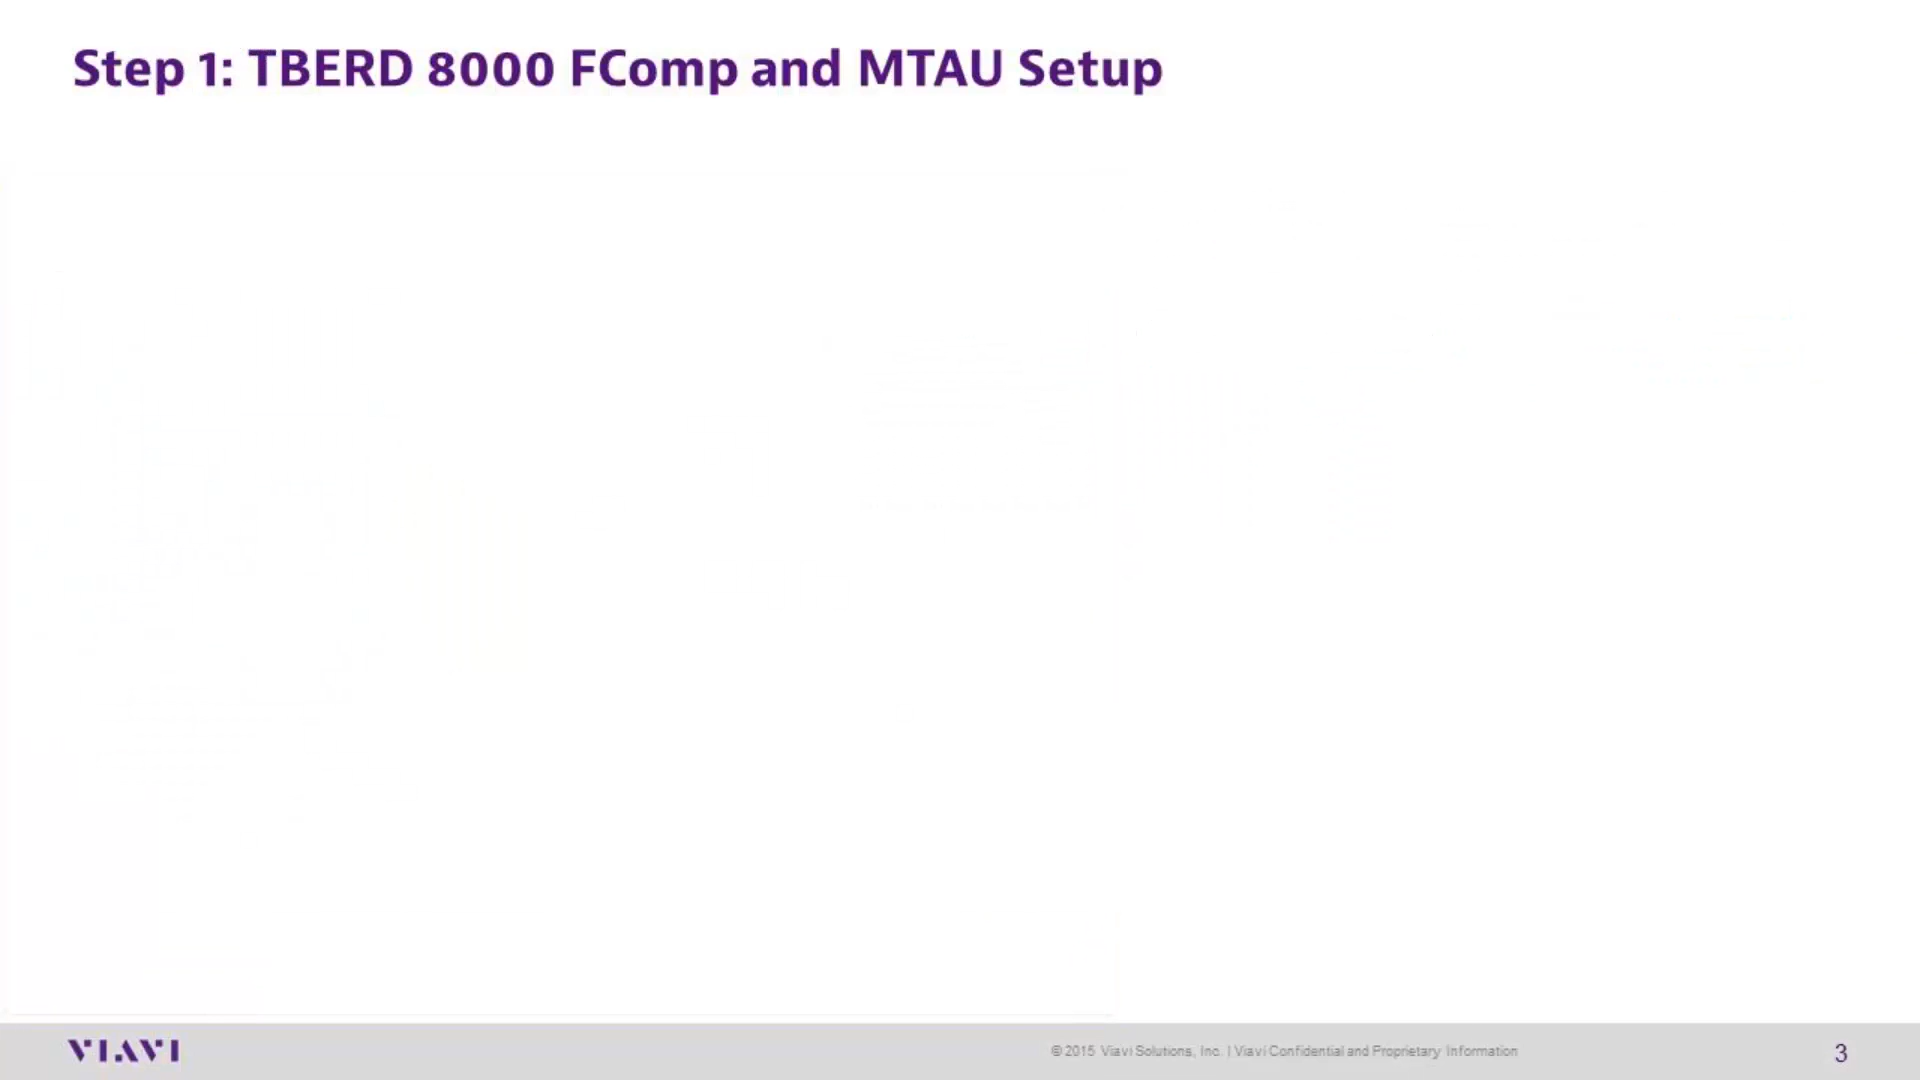 Step 1: TBERD 8000 FComp and MTAU Setup
VIAVI
© 2015 Viavi Solutions, Inc. | Viavi Confidential and Proprietary Information
3